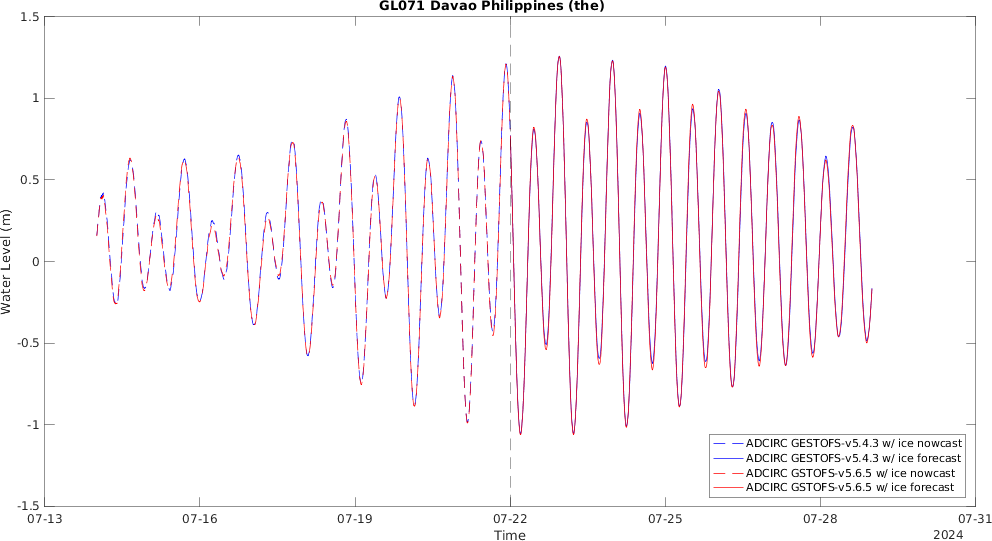 GL071 Davao Philippines (the)
1.5
1
0.5
0
-0.5
-1
-1.5
Water Level (m)
07-13
07-16
07-19
07-22
07-25
07-28
07-31
Time
2024
ADCIRC GESTOFS-v5.4.3 w/ ice nowcast
ADCIRC GESTOFS-v5.4.3 w/ ice forecast
ADCIRC GSTOFS-v5.6.5 w/ ice nowcast
ADCIRC GSTOFS-v5.6.5 w/ ice forecast